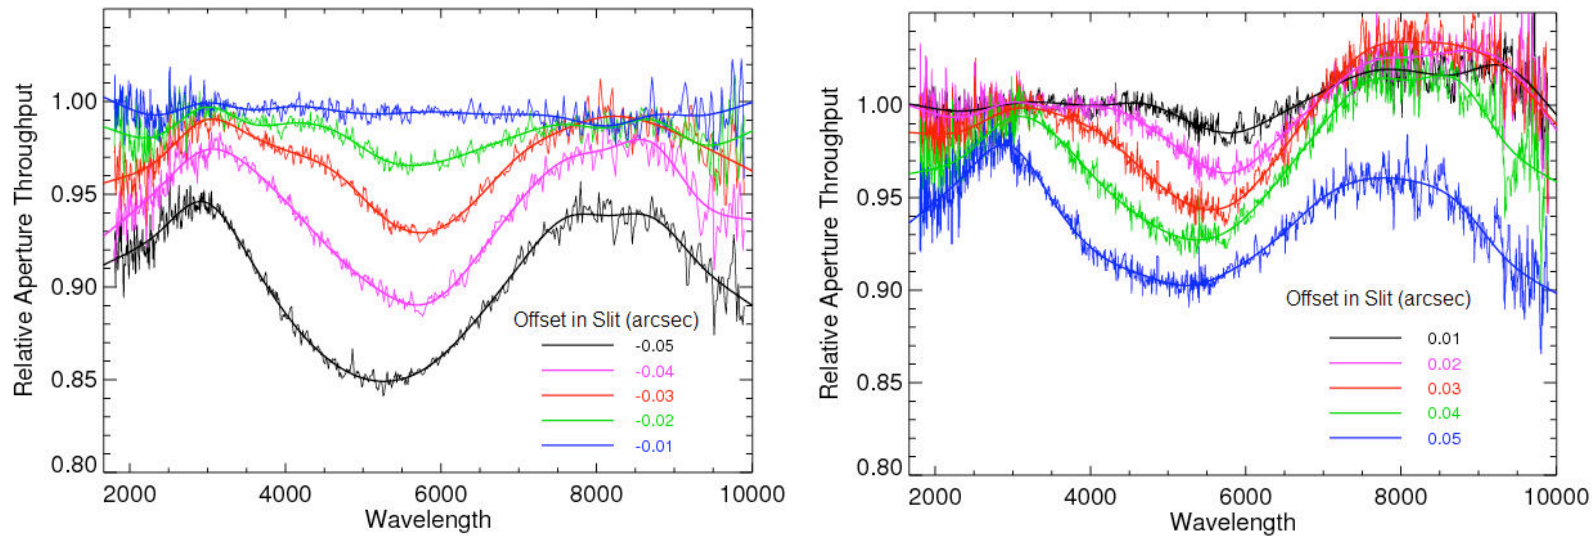 Relative Aperture Throughput
1.00
0.95
0.90
0.85
0.80
Offset in Slit (arcsec)
-0.05
-0.04
-0.03
-0.02
-0.01
2000 4000 6000 8000 10000
Wavelength
Relative Aperture Throughput
1.00
0.95
0.90
0.85
0.80
Offset in Slit (arcsec)
0.01
0.02
0.03
0.04
0.05
2000 4000 6000 8000 10000
Wavelength